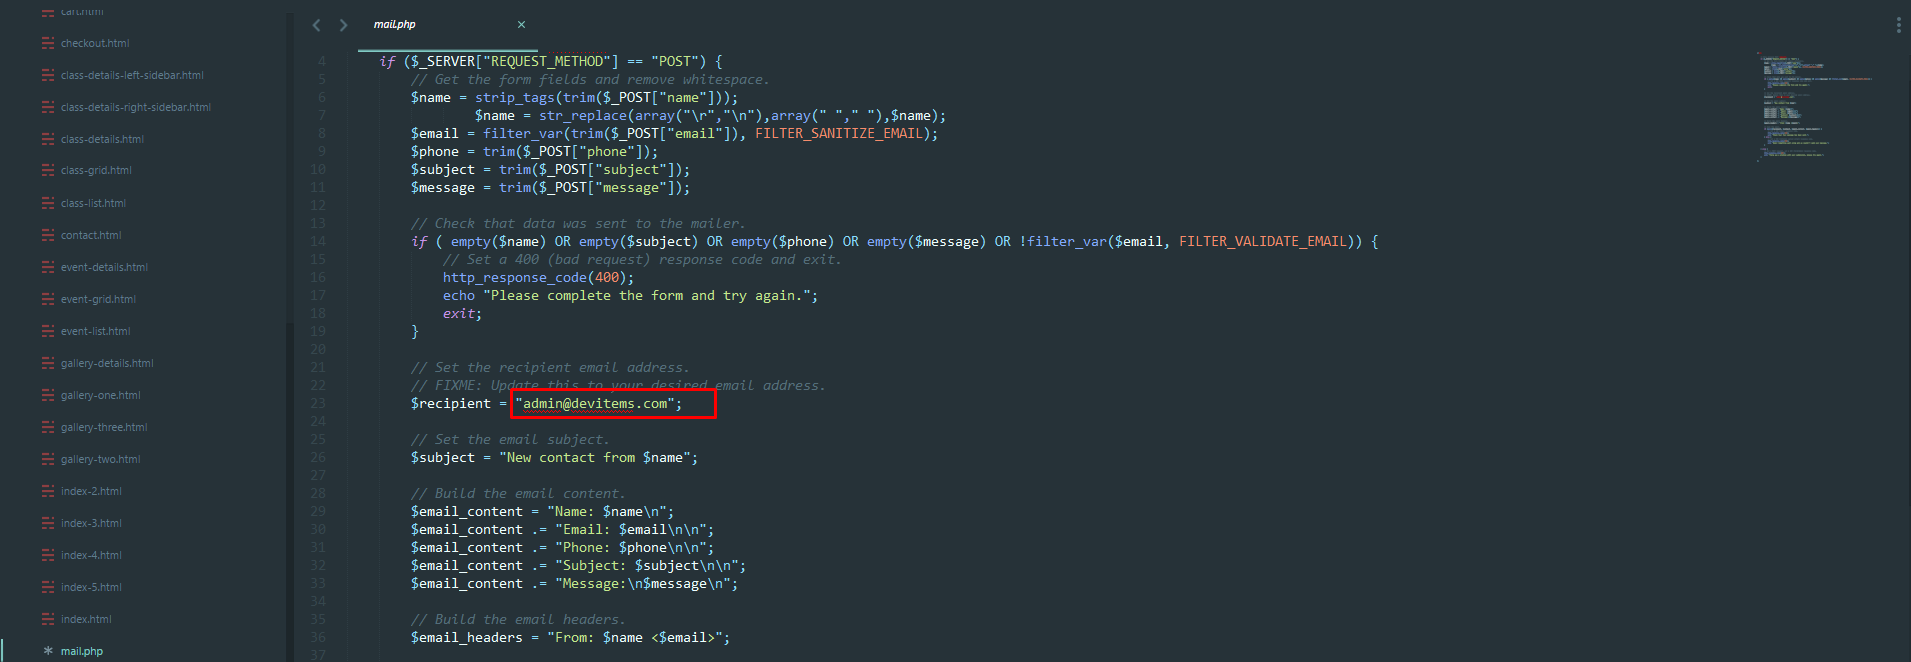 cart.html
checkout.html
class-details-left-sidebar.html
class-details-right-sidebar.html
class-details.html
class-grid.html
class-list.html
contact.html
event-details.html
event-grid.html
event-list.html
gallery-details.html
gallery-one.html
gallery-three.html
gallery-two.html
index-2.html
index-3.html
index-4.html
index-5.html
index.html
mail.php
mail.php ×
4 if ($_SERVER["REQUEST_METHOD"] == "POST") {
5 // Get the form fields and remove whitespace.
6 $name = strip_tags(trim($_POST["name"]));
7 $name = str_replace(array("\r","\n"),array(" "," "),$name);
8 $email = filter_var(trim($_POST["email"]), FILTER_SANITIZE_EMAIL);
9 $phone = trim($_POST["phone"]);
10 $subject = trim($_POST["subject"]);
11 $message = trim($_POST["message"]);
12
13 // Check that data was sent to the mailer.
14 if ( empty($name) OR empty($subject) OR empty($phone) OR empty($message) OR !filter_var($email, FILTER_VALIDATE_EMAIL)) {
15 // Set a 400 (bad request) response code and exit.
16 http_response_code(400);
17 echo "Please complete the form and try again.";
18 exit;
19 }
20
21 // Set the recipient email address.
22 // FIXME: Update this to your desired email address.
23 $recipient = "admin@devitems.com";
24
25 // Set the email subject.
26 $subject = "New contact from $name";
27
28 // Build the email content.
29 $email_content = "Name: $name\n";
30 $email_content .= "Email: $email\n\n";
31 $email_content .= "Phone: $phone\n\n";
32 $email_content .= "Subject: $subject\n\n";
33 $email_content .= "Message:\n$message\n";
34
35 // Build the email headers.
36 $email_headers = "From: $name <$email>";
37